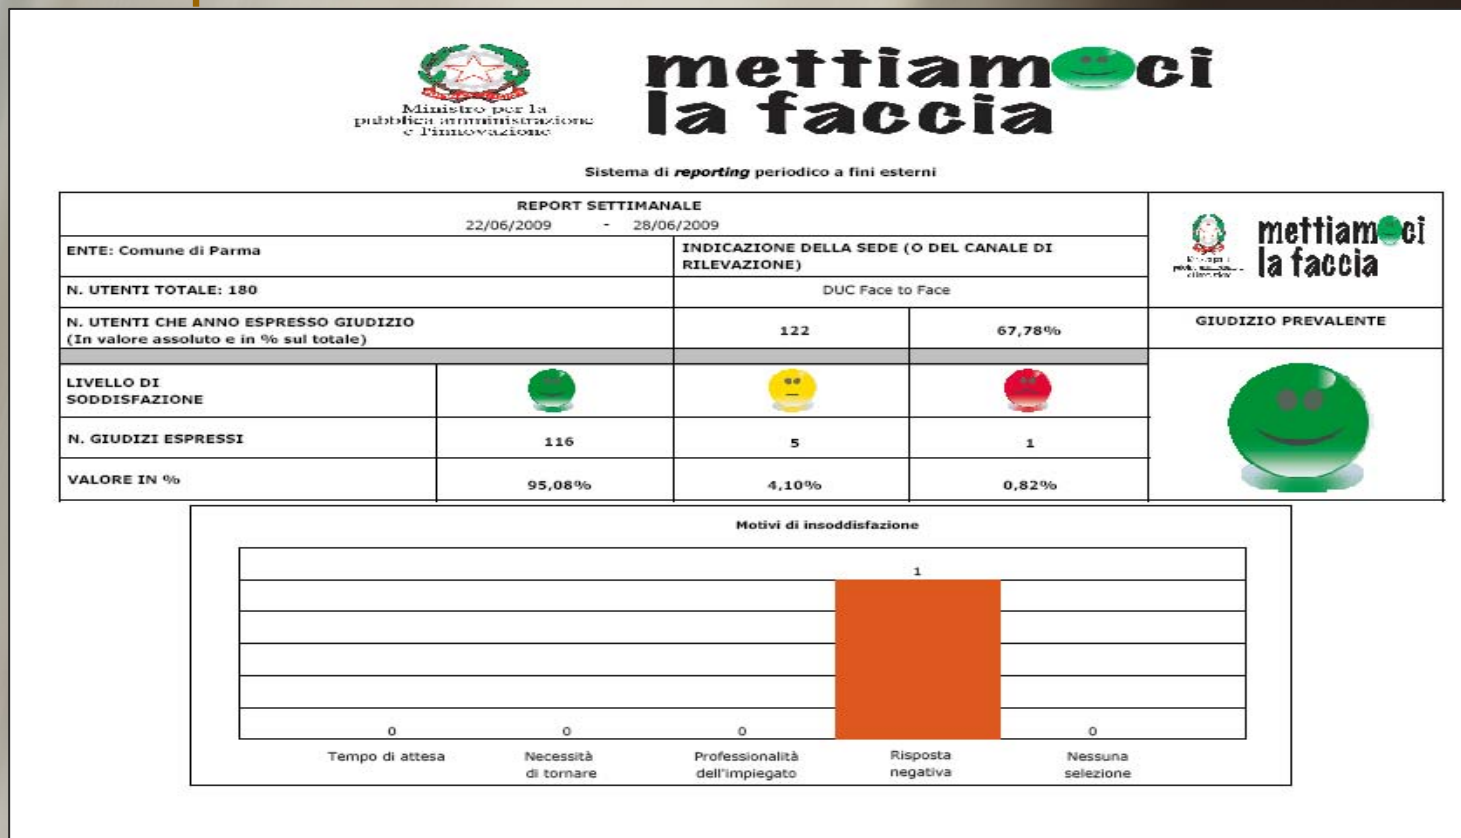 mettiamoci
la faccia
Ministro per la
pubblica amministrazione
e l'innovazione
Sistema di reporting periodico a fini esterni
REPORT SETTIMANALE
22/06/2009 - 28/06/2009
mettiamoci
la faccia
ENTE: Comune di Parma
INDICAZIONE DELLA SEDE (O DEL CANALE DI
RILEVAZIONE)
N. UTENTI TOTALE: 180
DUC Face to Face
N. UTENTI CHE ANNO ESPRESSO GIUDIZIO
(In valore assoluto e in % sul totale)
122
67,78%
GIUDIZIO PREVALENTE
LIVELLO DI
SODDISFAZIONE
N. GIUDIZI ESPRESSI
116
5
1
VALORE IN %
95,08%
4,10%
0,82%
Motivi di insoddisfazione
1
0
0
0
0
Tempo di attesa
Necessità
di tornare
Professionalità
dell'impiegato
Risposta
negativa
Nessuna
selezione